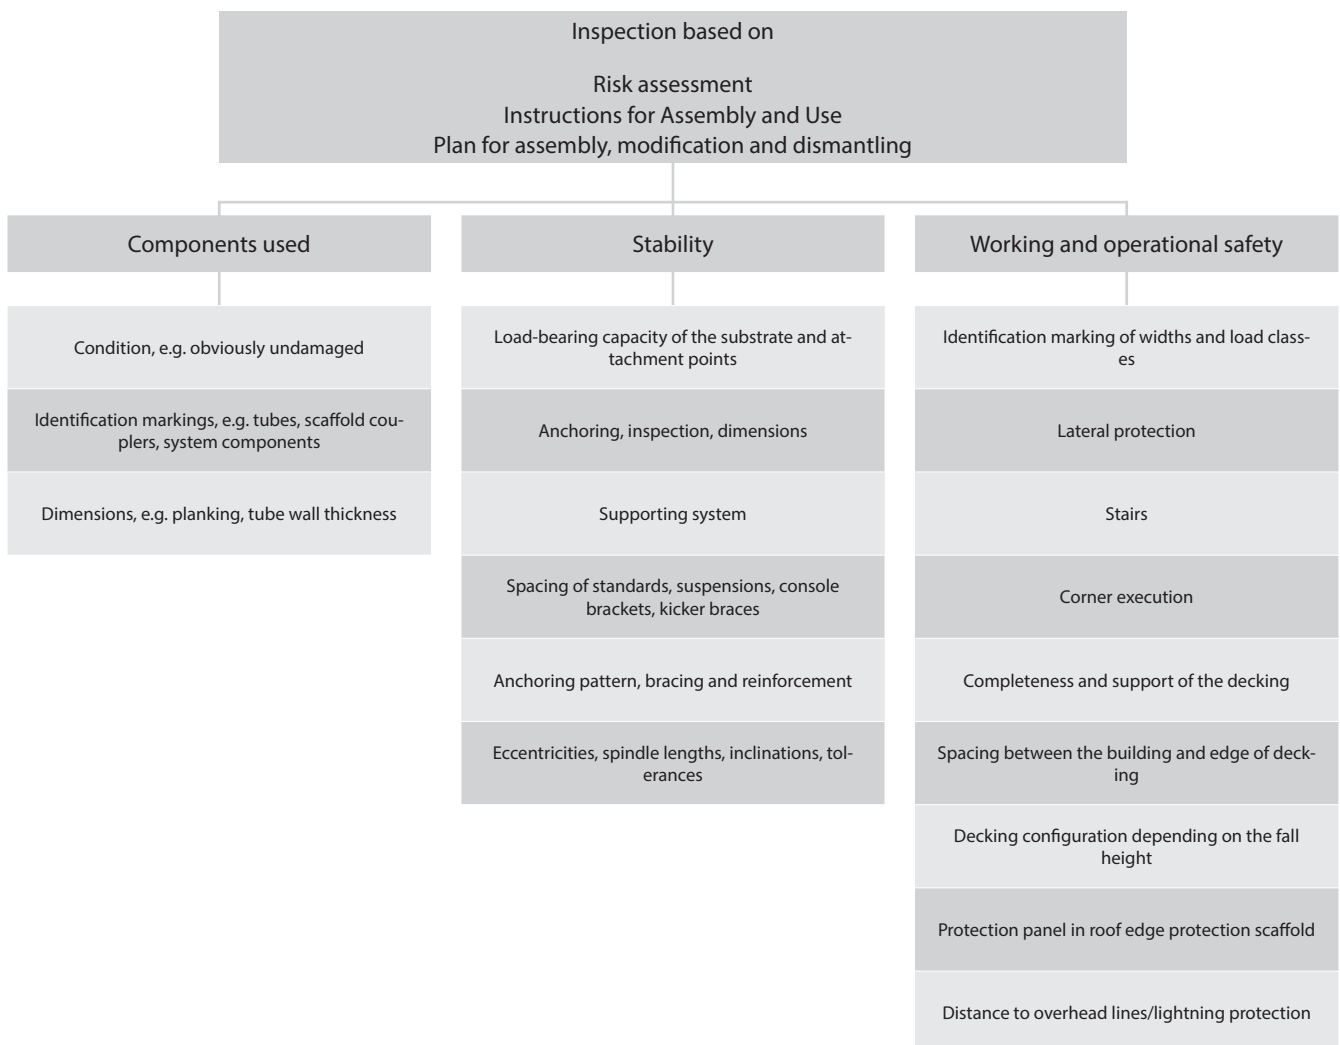 Inspection based on
Risk assessment
Instructions for Assembly and Use
Plan for assembly, modification and dismantling
Components used
Condition, e.g. obviously undamaged
Identification markings, e.g. tubes, scaffold cou-
plers, system components
Dimensions, e.g. planking, tube wall thickness
Stability
Load-bearing capacity of the substrate and at-
tachment points
Anchoring, inspection, dimensions
Supporting system
Spacing of standards, suspensions, console
brackets, kicker braces
Anchoring pattern, bracing and reinforcement
Eccentricities, spindle lengths, inclinations, tol-
erances
Working and operational safety
Identification marking of widths and load class-
es
Lateral protection
Stairs
Corner execution
Completeness and support of the decking
Spacing between the building and edge of deck-
ing
Decking configuration depending on the fall
height
Protection panel in roof edge protection scaffold
Distance to overhead lines/lightning protection